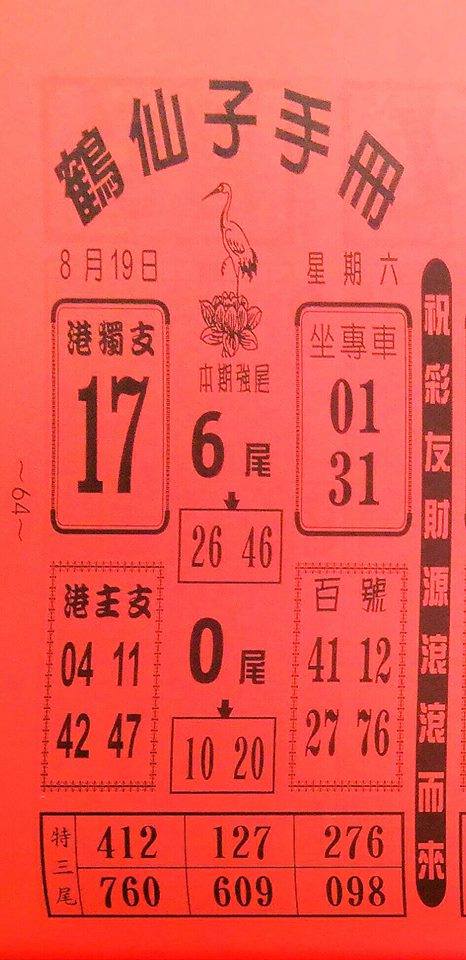 鶴仙子手冊
8月19日
星期六
港獨支
17
本期強尾
6尾
26 46
坐專車
01
31
港主支
04 11
42 47
0尾
10 20
百號
41 12
27 76
特三尾
412 127 276
760 609 098
祝彩友財源滾滾而來
~64~